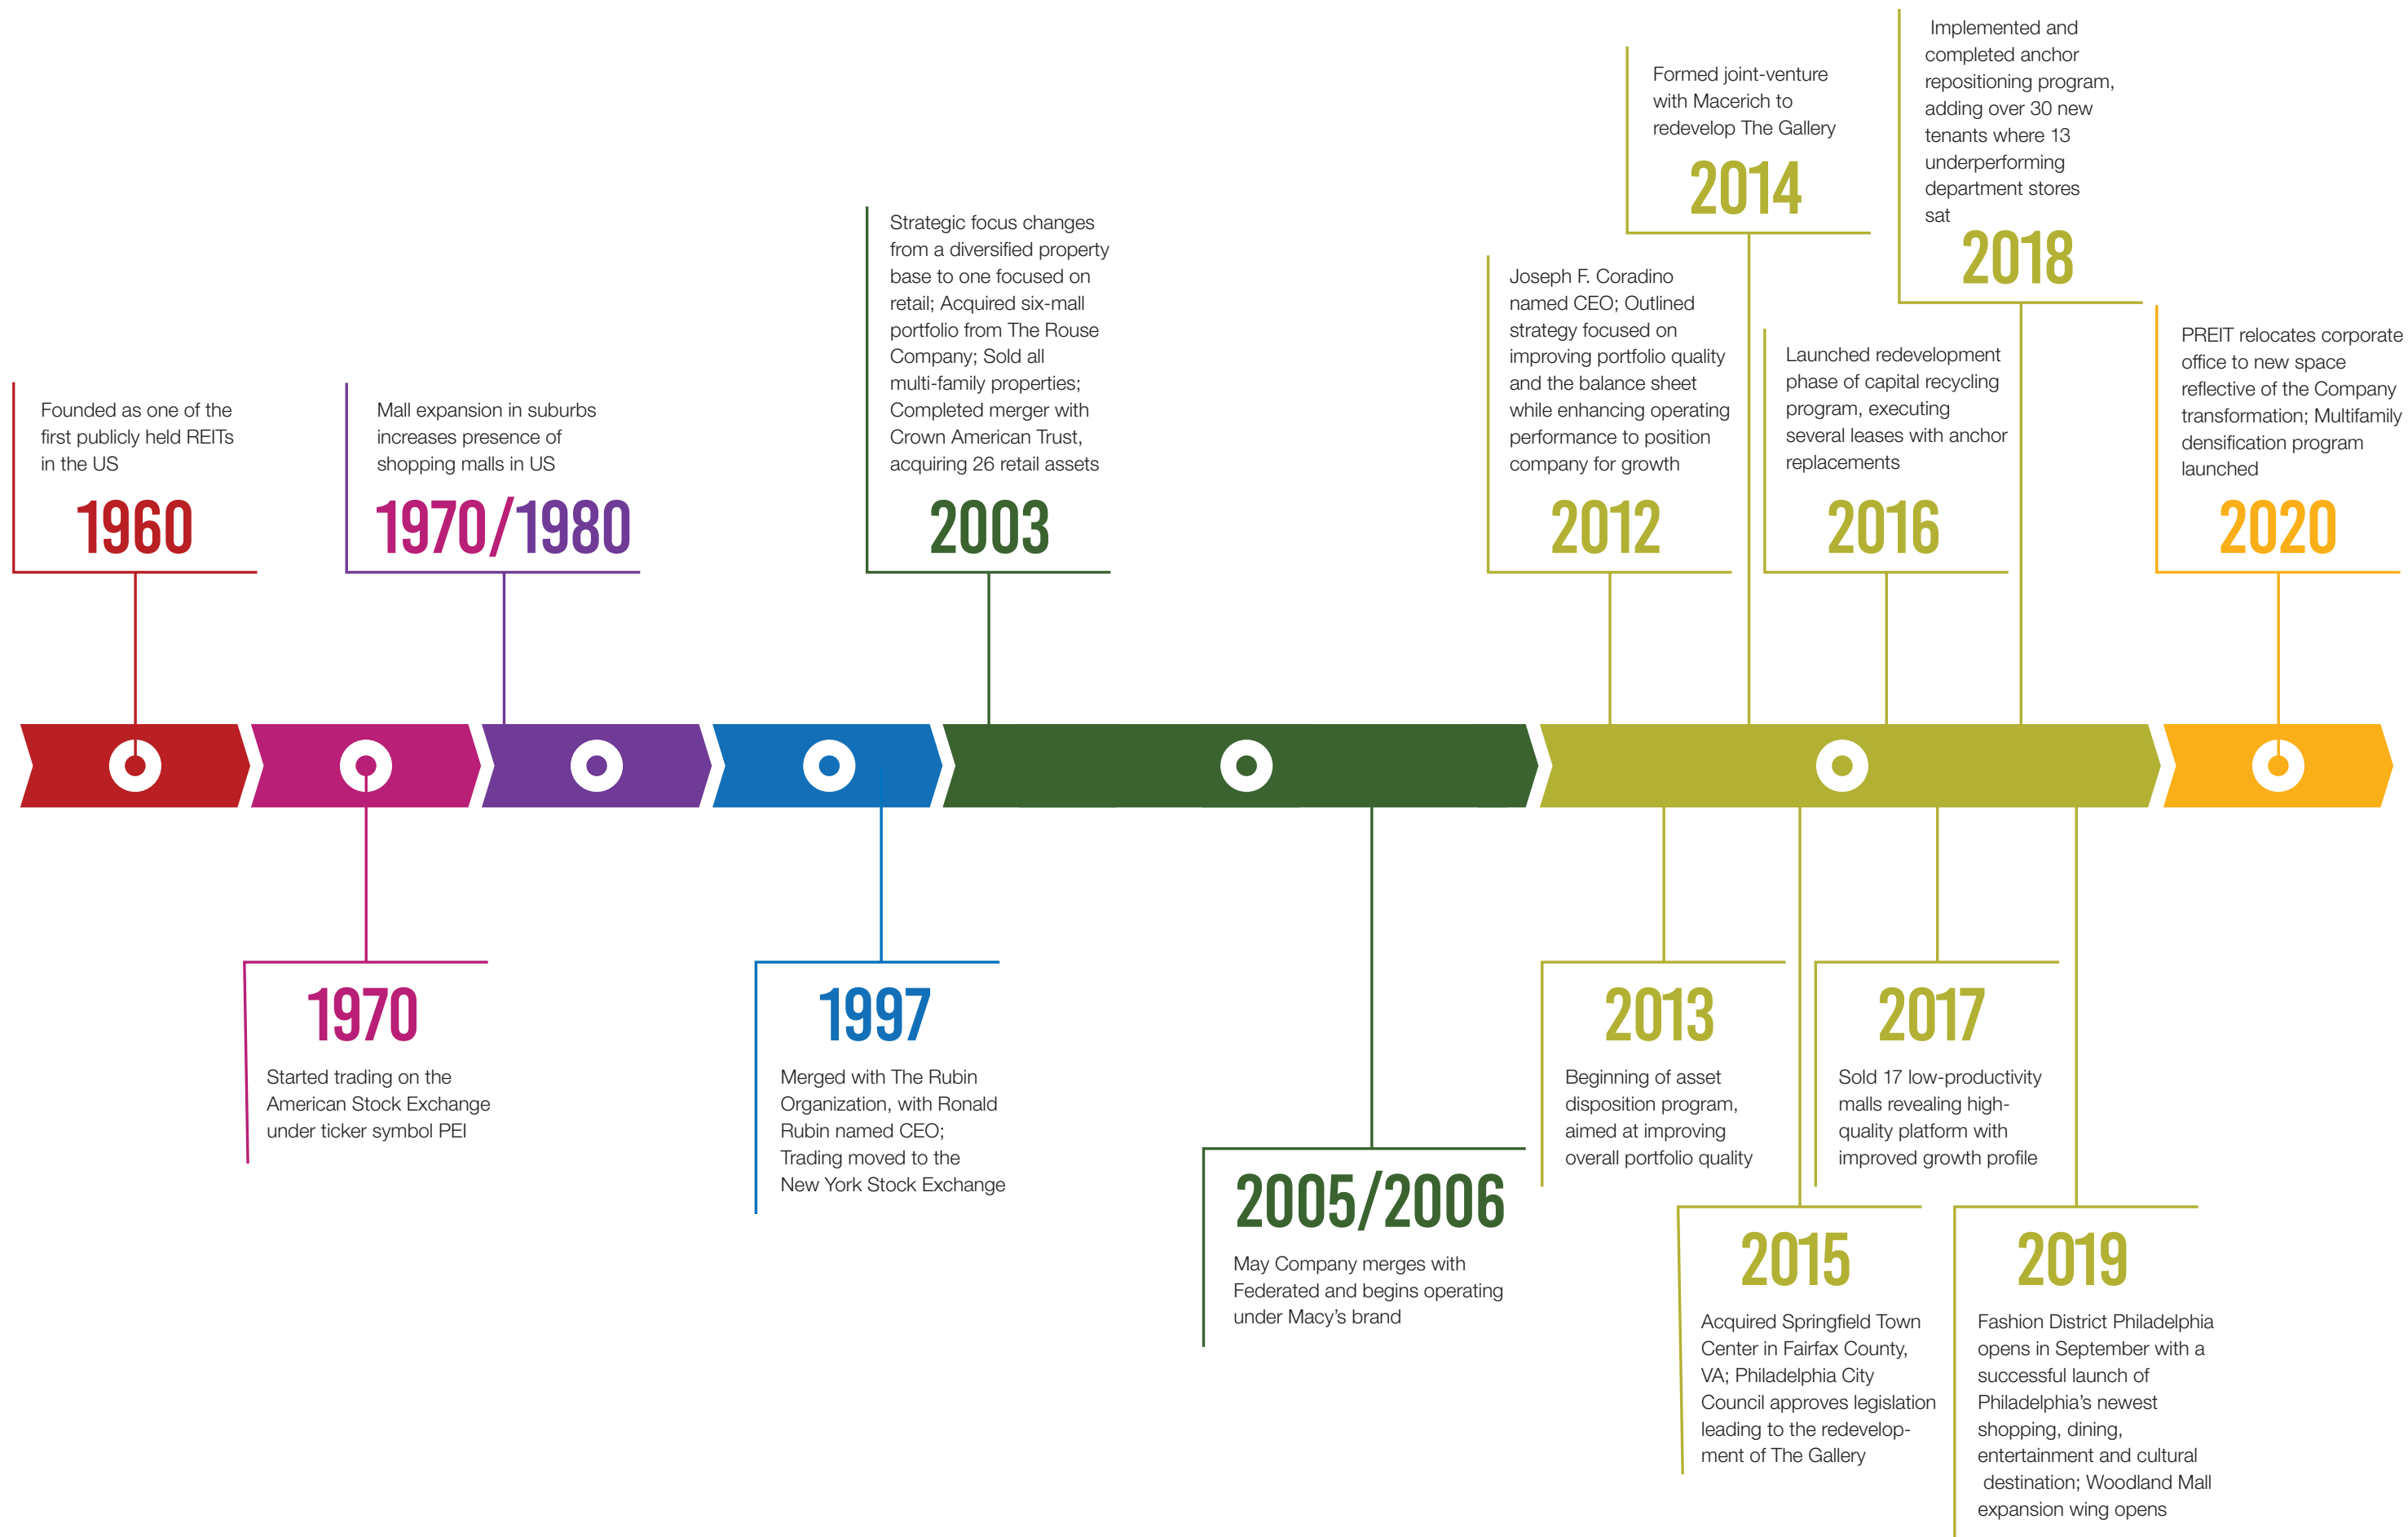 Founded as one of the
first publicly held REITs
in the US
1960
Started trading on the
American Stock Exchange
under ticker symbol PEI
1970
Mall expansion in suburbs
increases presence of
shopping malls in US
1970/1980
1997
Merged with The Rubin
Organization, with Ronald
Rubin named CEO;
Trading moved to the
New York Stock Exchange
Strategic focus changes
from a diversified property
base to one focused on
retail; Acquired six-mall
portfolio from The Rouse
Company; Sold all
multi-family properties;
Completed merger with
Crown American Trust,
acquiring 26 retail assets
2003
2005/2006
May Company merges with
Federated and begins operating
under Macy’s brand
Joseph F. Coradino
named CEO; Outlined
strategy focused on
improving portfolio quality
and the balance sheet
while enhancing operating
performance to position
company for growth
2012
2013
Beginning of asset
disposition program,
aimed at improving
overall portfolio quality
Formed joint-venture
with Macerich to
redevelop The Gallery
2014
2015
Acquired Springfield Town
Center in Fairfax County,
VA; Philadelphia City
Council approves legislation
leading to the redevelop-
ment of The Gallery
Launched redevelopment
phase of capital recycling
program, executing
several leases with anchor
replacements
2016
2017
Sold 17 low-productivity
malls revealing high-
quality platform with
improved growth profile
Implemented and
completed anchor
repositioning program,
adding over 30 new
tenants where 13
underperforming
department stores
sat
2018
2019
Fashion District Philadelphia
opens in September with a
successful launch of
Philadelphia’s newest
shopping, dining,
entertainment and cultural
destination; Woodland Mall
expansion wing opens
PREIT relocates corporate
office to new space
reflective of the Company
transformation; Multifamily
densification program
launched
2020